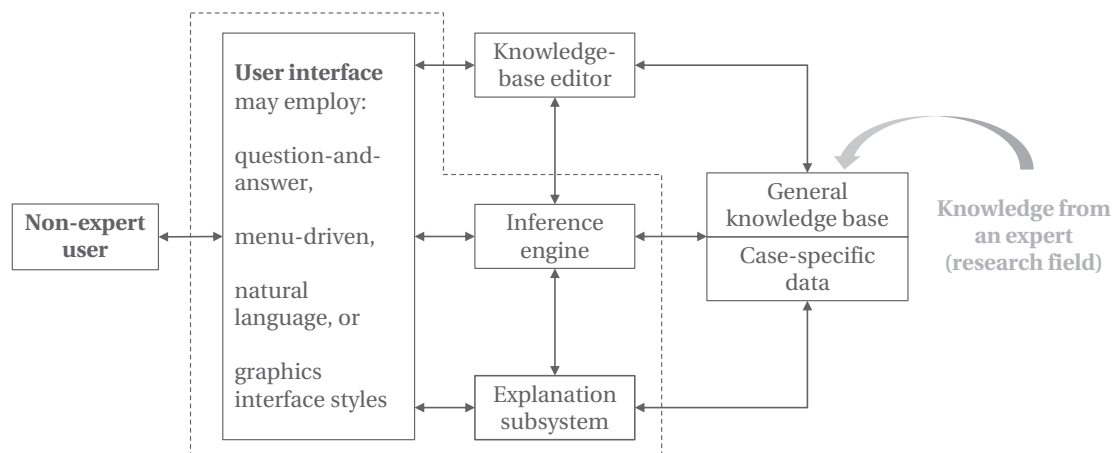 Non-expert
user
User interface
may employ:
question-and-
answer,
menu-driven,
natural
language, or
graphics
interface styles
Knowledge-
base editor
Inference
engine
Explanation
subsystem
General
knowledge base
Case-specific
data
Knowledge from
an expert
(research field)